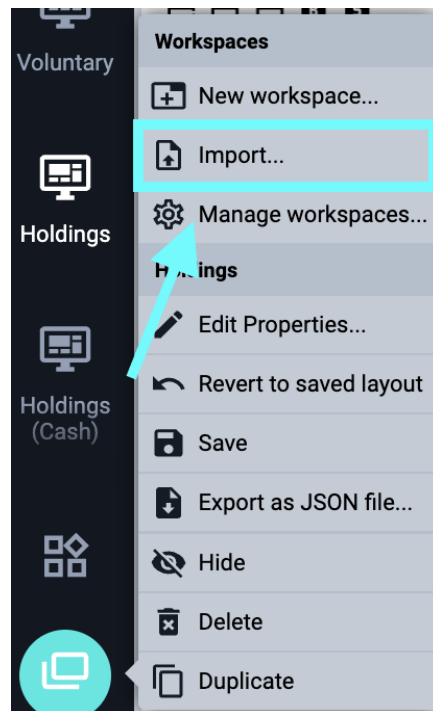 Voluntary
Holdings
Holdings
(Cash)
Workspaces
New workspace...
Import...
Manage workspaces...
Holdings
Edit Properties...
Revert to saved layout
Save
Export as JSON file...
Hide
Delete
Duplicate